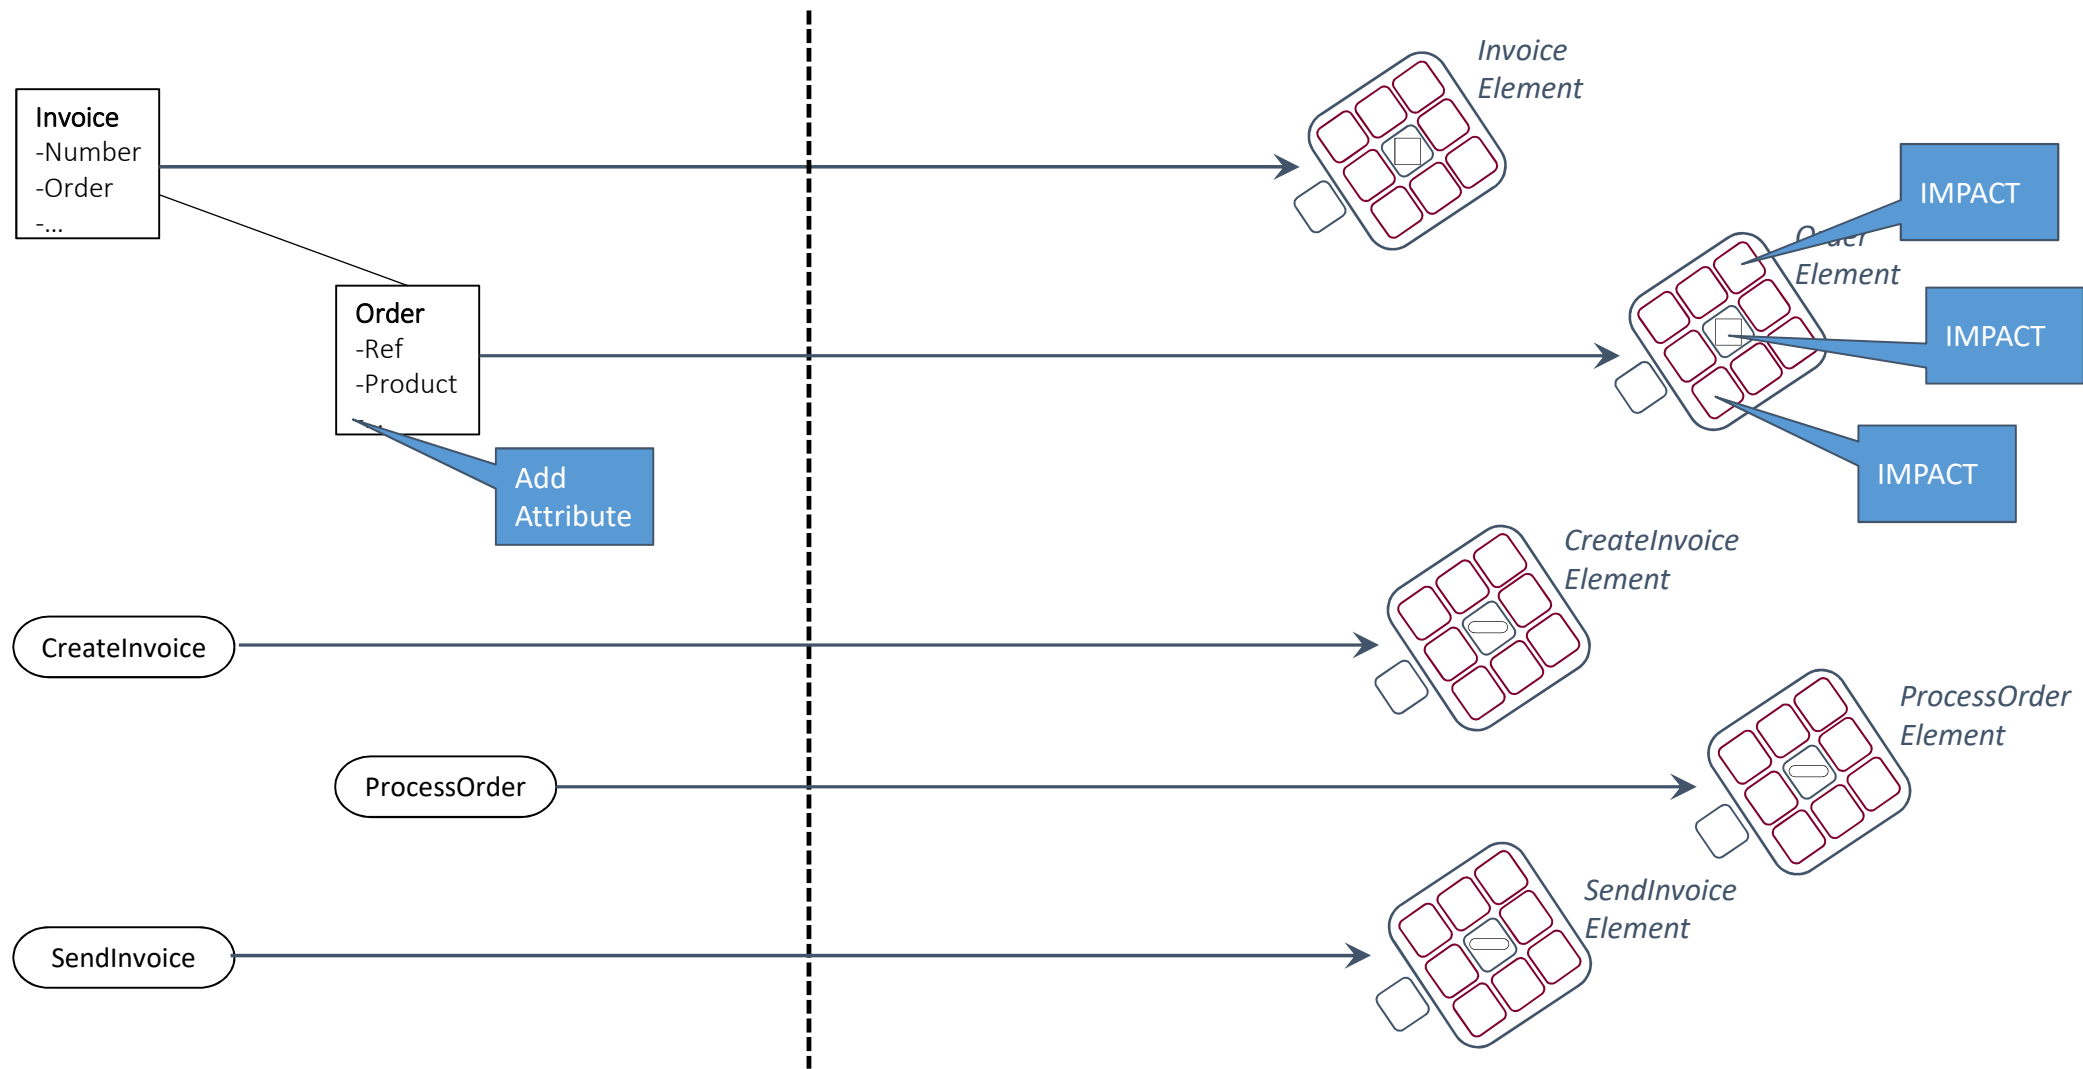 Invoice
Element
Invoice
-Number
-Order
-...
IMPACT
Order
Element
Order
-Ref
-Product
-...
IMPACT
IMPACT
Add
Attribute
CreateInvoice
Element
CreateInvoice
ProcessOrder
Element
ProcessOrder
SendInvoice
Element
SendInvoice